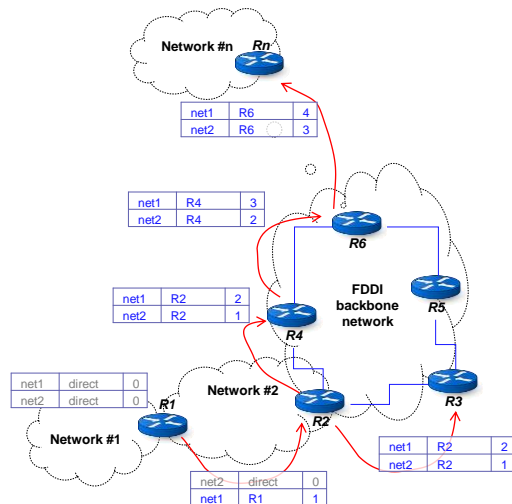 Network #n
Rn
net1 R6 4
net2 R6 3
net1 R4 3
net2 R4 2
R6
FDDI
backbone
network
R5
net1 R2 2
net2 R2 1
R4
net1 direct 0
net2 direct 0
Network #2
R1
R2
R3
Network #1
net1 R2 2
net2 R2 1
net2 direct 0
net1 R1 1